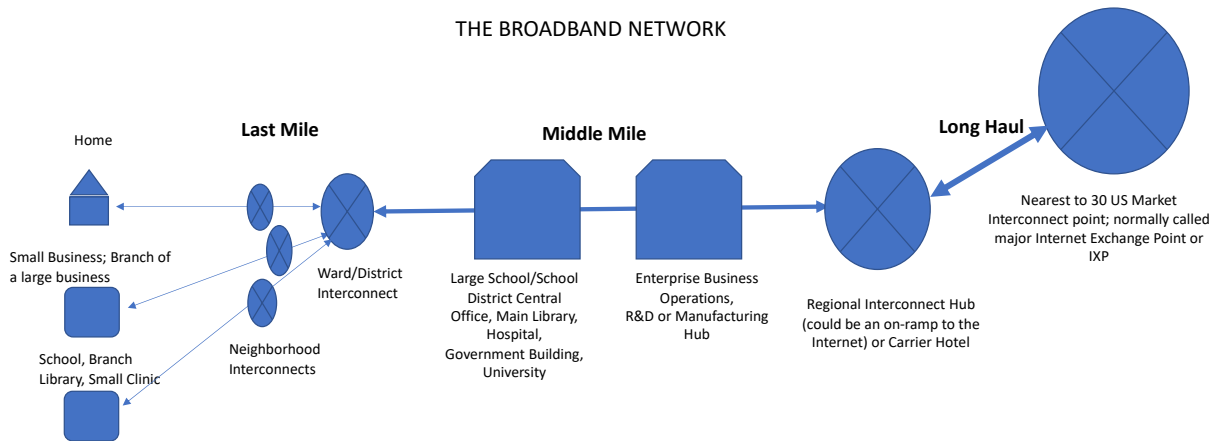 THE BROADBAND NETWORK
Last Mile
Middle Mile
Long Haul
Home
Small Business; Branch of
a large business
School, Branch
Library, Small Clinic
Neighborhood
Interconnects
Ward/District
Interconnect
Large School/School
District Central
Office, Main Library,
Hospital,
Government Building,
University
Enterprise Business
Operations,
R&D or Manufacturing
Hub
Regional Interconnect Hub
(could be an on-ramp to the
Internet) or Carrier Hotel
Nearest to 30 US Market
Interconnect point; normally called
major Internet Exchange Point or
IXP